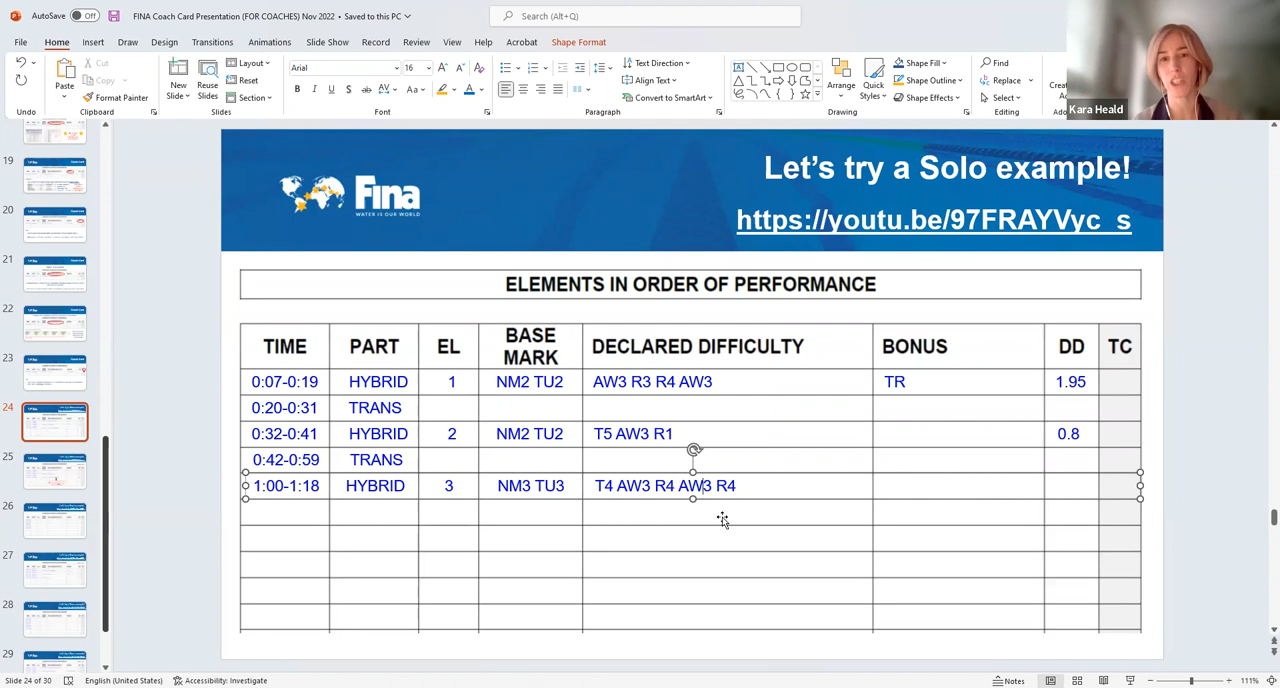 AutoSave Off FINA Coach Card Presentation (FOR COACHES) Nov 2022 • Saved to this PC Search (Alt+Q)
File Home Insert Draw Design Transitions Animations Slide Show Record Review View Help Acrobat Shape Format
Undo
Paste Cut Copy Format Painter
Clipboard
New Slide Reuse Slides Layout Reset Section
Slides
Arial 16
Font
Text Direction Align Text Convert to SmartArt
Paragraph
Arrange Quick Styles Shape Fill Shape Outline Shape Effects
Drawing
Find Replace Select
Editing
Kara Heald
19
20
21
22
23
24
25
26
27
28
29
Fina
WATER IS OUR WORLD
Let's try a Solo example!
https://youtu.be/97FRAYVyc_s
ELEMENTS IN ORDER OF PERFORMANCE
TIME PART EL BASE MARK DECLARED DIFFICULTY BONUS DD TC
0:07-0:19 HYBRID 1 NM2 TU2 AW3 R3 R4 AW3 TR 1.95
0:20-0:31 TRANS
0:32-0:41 HYBRID 2 NM2 TU2 T5 AW3 R1 0.8
0:42-0:59 TRANS
1:00-1:18 HYBRID 3 NM3 TU3 T4 AW3 R4 AW3 R4
Slide 24 of 30 English (United States) Accessibility: Investigate Notes 111%